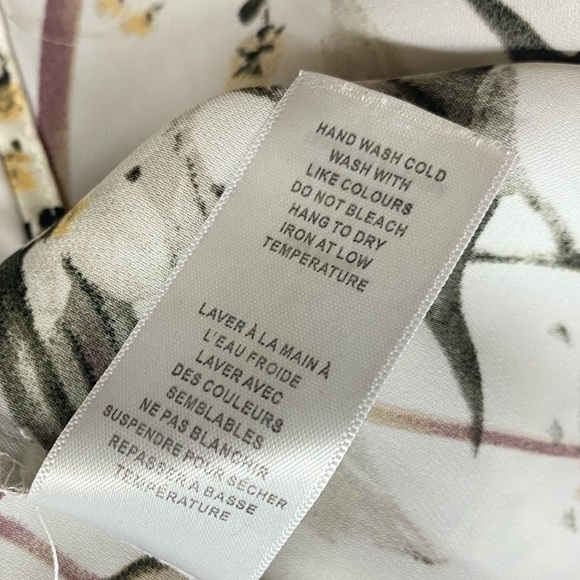 HAND WASH COLD
WASH WITH
LIKE COLOURS
DO NOT BLEACH
HANG TO DRY
IRON AT LOW
TEMPERATURE
LAVER À LA MAIN À
L'EAU FROIDE
LAVER AVEC
DES COULEURS
SEMBLABLES
NE PAS BLANCHIR
SUSPENDRE POUR SÉCHER
REPASSER À BASSE
TEMPÉRATURE